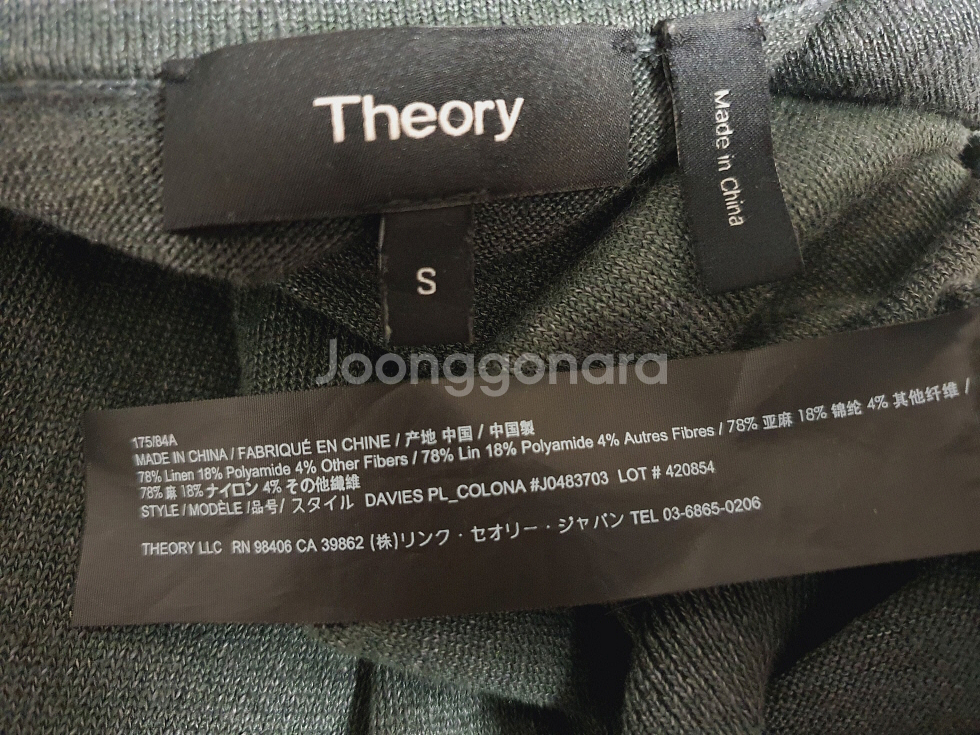 Theory
Made in China
S
Joonggonara
175/84A
MADE IN CHINA / FABRIQUÉ EN CHINE / 产地 中国 / 中国製
78% Linen 18% Polyamide 4% Other Fibers / 78% Lin 18% Polyamide 4% Autres Fibres / 78% 亚麻 18% 锦纶 4% 其他纤维 /
78% 麻 18% ナイロン 4% その他繊維
STYLE / MODÈLE /品号/ スタイル DAVIES PL_COLONA #J0483703 LOT # 420854
THEORY LLC RN 98406 CA 39862 (株)リンク・セオリー・ジャパン TEL 03-6865-0206